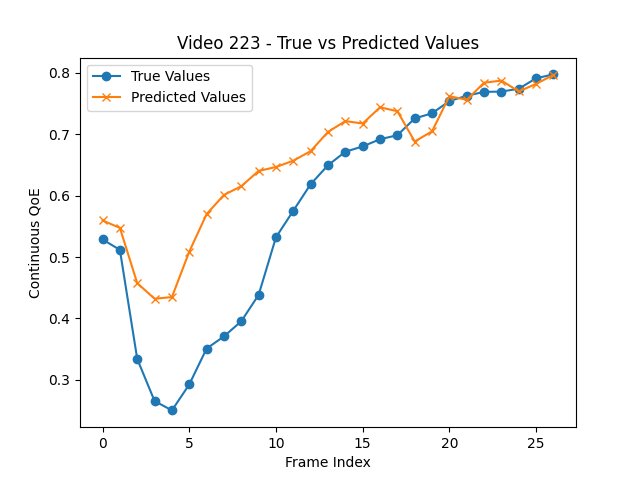 Video 223 - True vs Predicted Values
True Values
Predicted Values
Continuous QoE
0.8
0.7
0.6
0.5
0.4
0.3
0 5 10 15 20 25
Frame Index